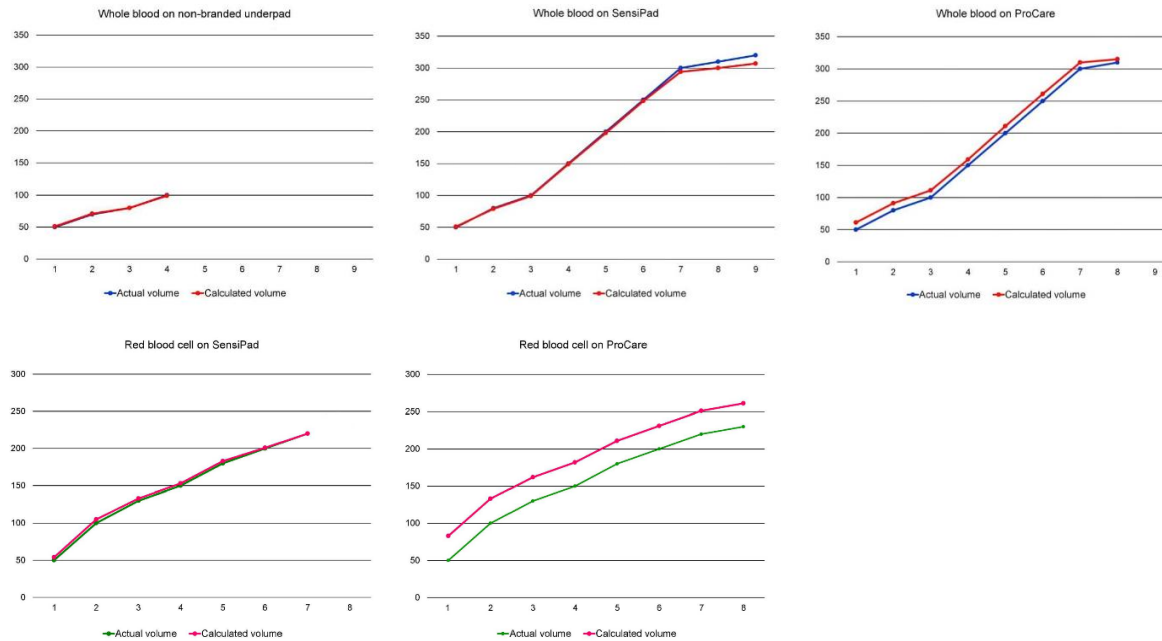 Whole blood on non-branded underpad
350
300
250
200
150
100
50
0
1 2 3 4 5 6 7 8 9
Actual volume Calculated volume
Whole blood on SensiPad
350
300
250
200
150
100
50
0
1 2 3 4 5 6 7 8 9
Actual volume Calculated volume
Whole blood on ProCare
350
300
250
200
150
100
50
0
1 2 3 4 5 6 7 8 9
Actual volume Calculated volume
Red blood cell on SensiPad
300
250
200
150
100
50
0
1 2 3 4 5 6 7 8
Actual volume Calculated volume
Red blood cell on ProCare
300
250
200
150
100
50
0
1 2 3 4 5 6 7 8
Actual volume Calculated volume